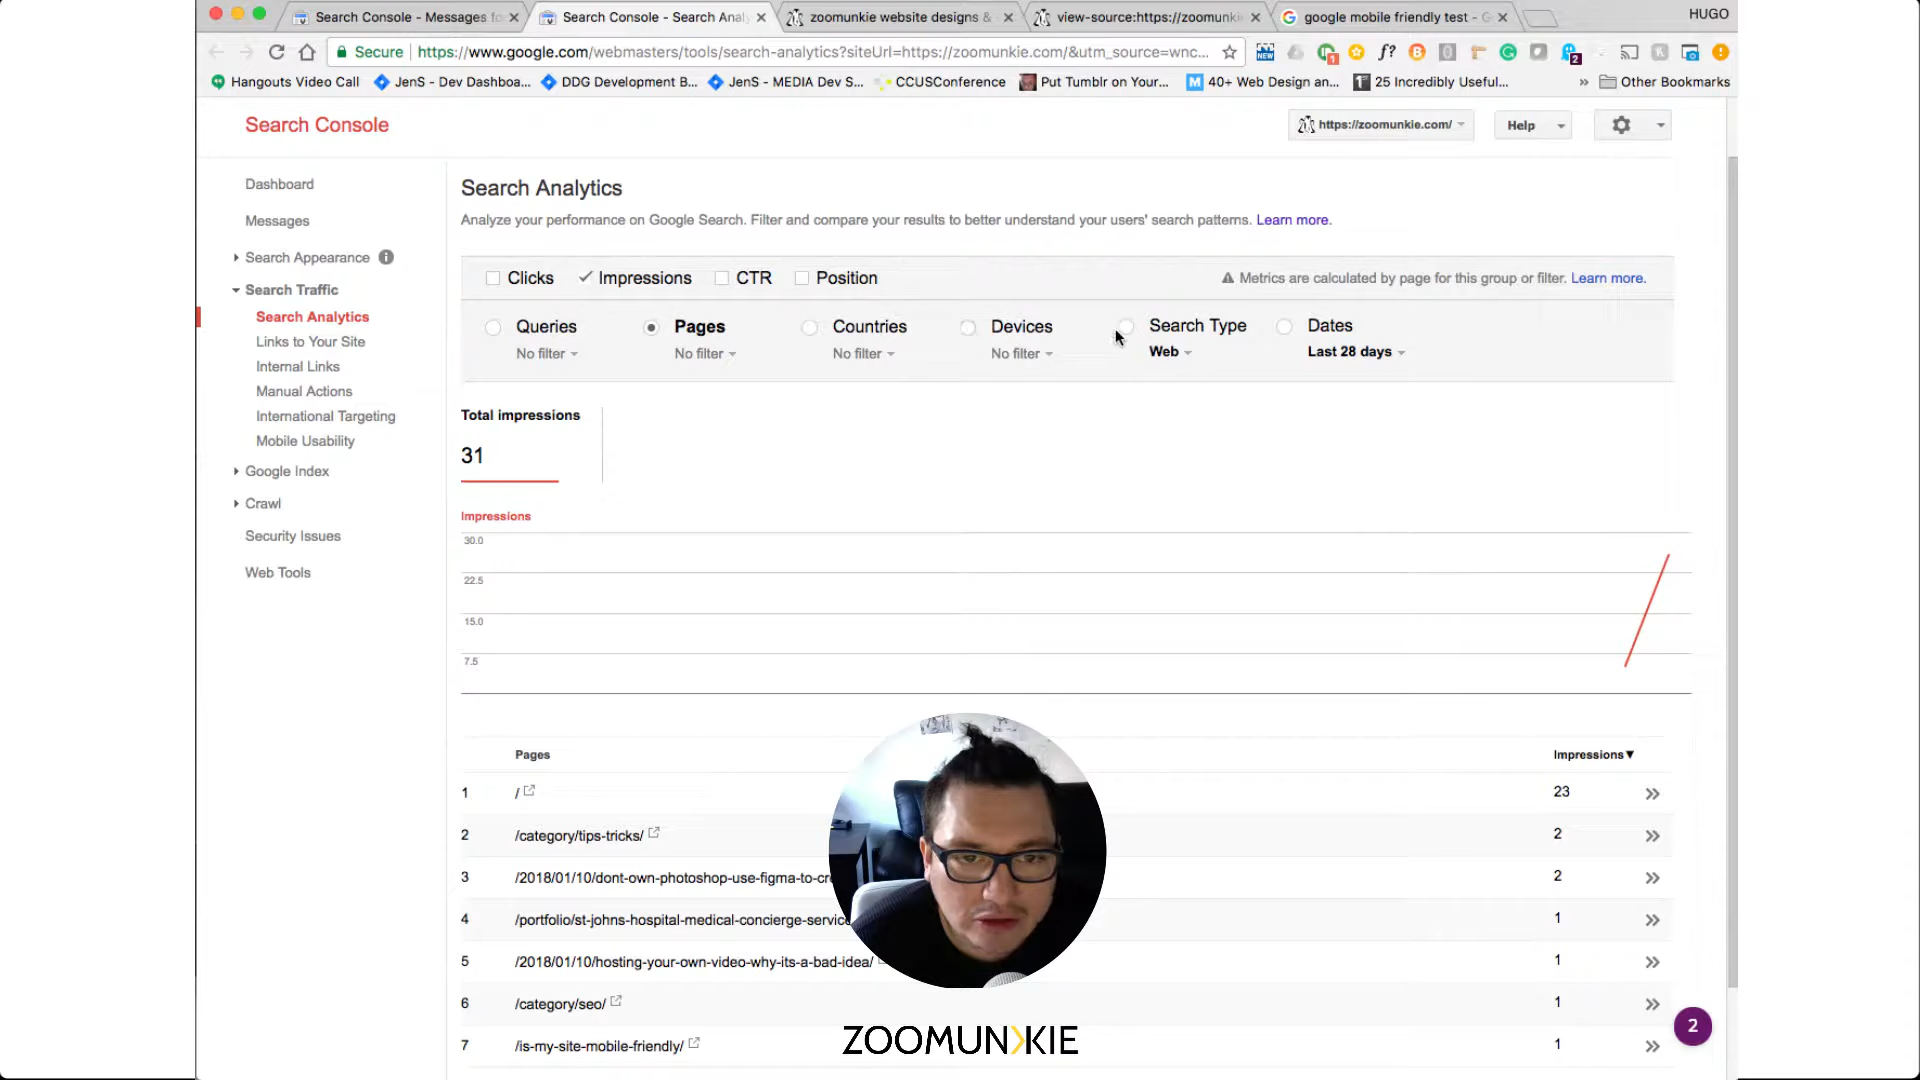 Search Console - Messages fo
Search Console - Search Anal
zoomunkie website designs &
view-source:https://zoomunki
google mobile friendly test - G
HUGO
Secure
https://www.google.com/webmasters/tools/search-analytics?siteUrl=https://zoomunkie.com/&utm_source=wnc...
Hangouts Video Call
JenS - Dev Dashboa...
DDG Development B...
JenS - MEDIA Dev S...
CCUSConference
Put Tumblr on Your...
40+ Web Design an...
25 Incredibly Useful...
» Other Bookmarks
Search Console
https://zoomunkie.com/
Help
Dashboard
Messages
Search Appearance
Search Traffic
Search Analytics
Links to Your Site
Internal Links
Manual Actions
International Targeting
Mobile Usability
Google Index
Crawl
Security Issues
Web Tools
Search Analytics
Analyze your performance on Google Search. Filter and compare your results to better understand your users' search patterns. Learn more.
Clicks
Impressions
CTR
Position
Metrics are calculated by page for this group or filter. Learn more.
Queries
No filter
Pages
No filter
Countries
No filter
Devices
No filter
Search Type
Web
Dates
Last 28 days
Total impressions
31
Impressions
30.0
22.5
15.0
7.5
Pages Impressions▼
1 / 23 »
2 /category/tips-tricks/ 2 »
3 /2018/01/10/dont-own-photoshop-use-figma-to-cr 2 »
4 /portfolio/st-johns-hospital-medical-concierge-servic 1 »
5 /2018/01/10/hosting-your-own-video-why-its-a-bad-idea/ 1 »
6 /category/seo/ 1 »
7 /is-my-site-mobile-friendly/ 1 »
2
ZOOMUNKIE